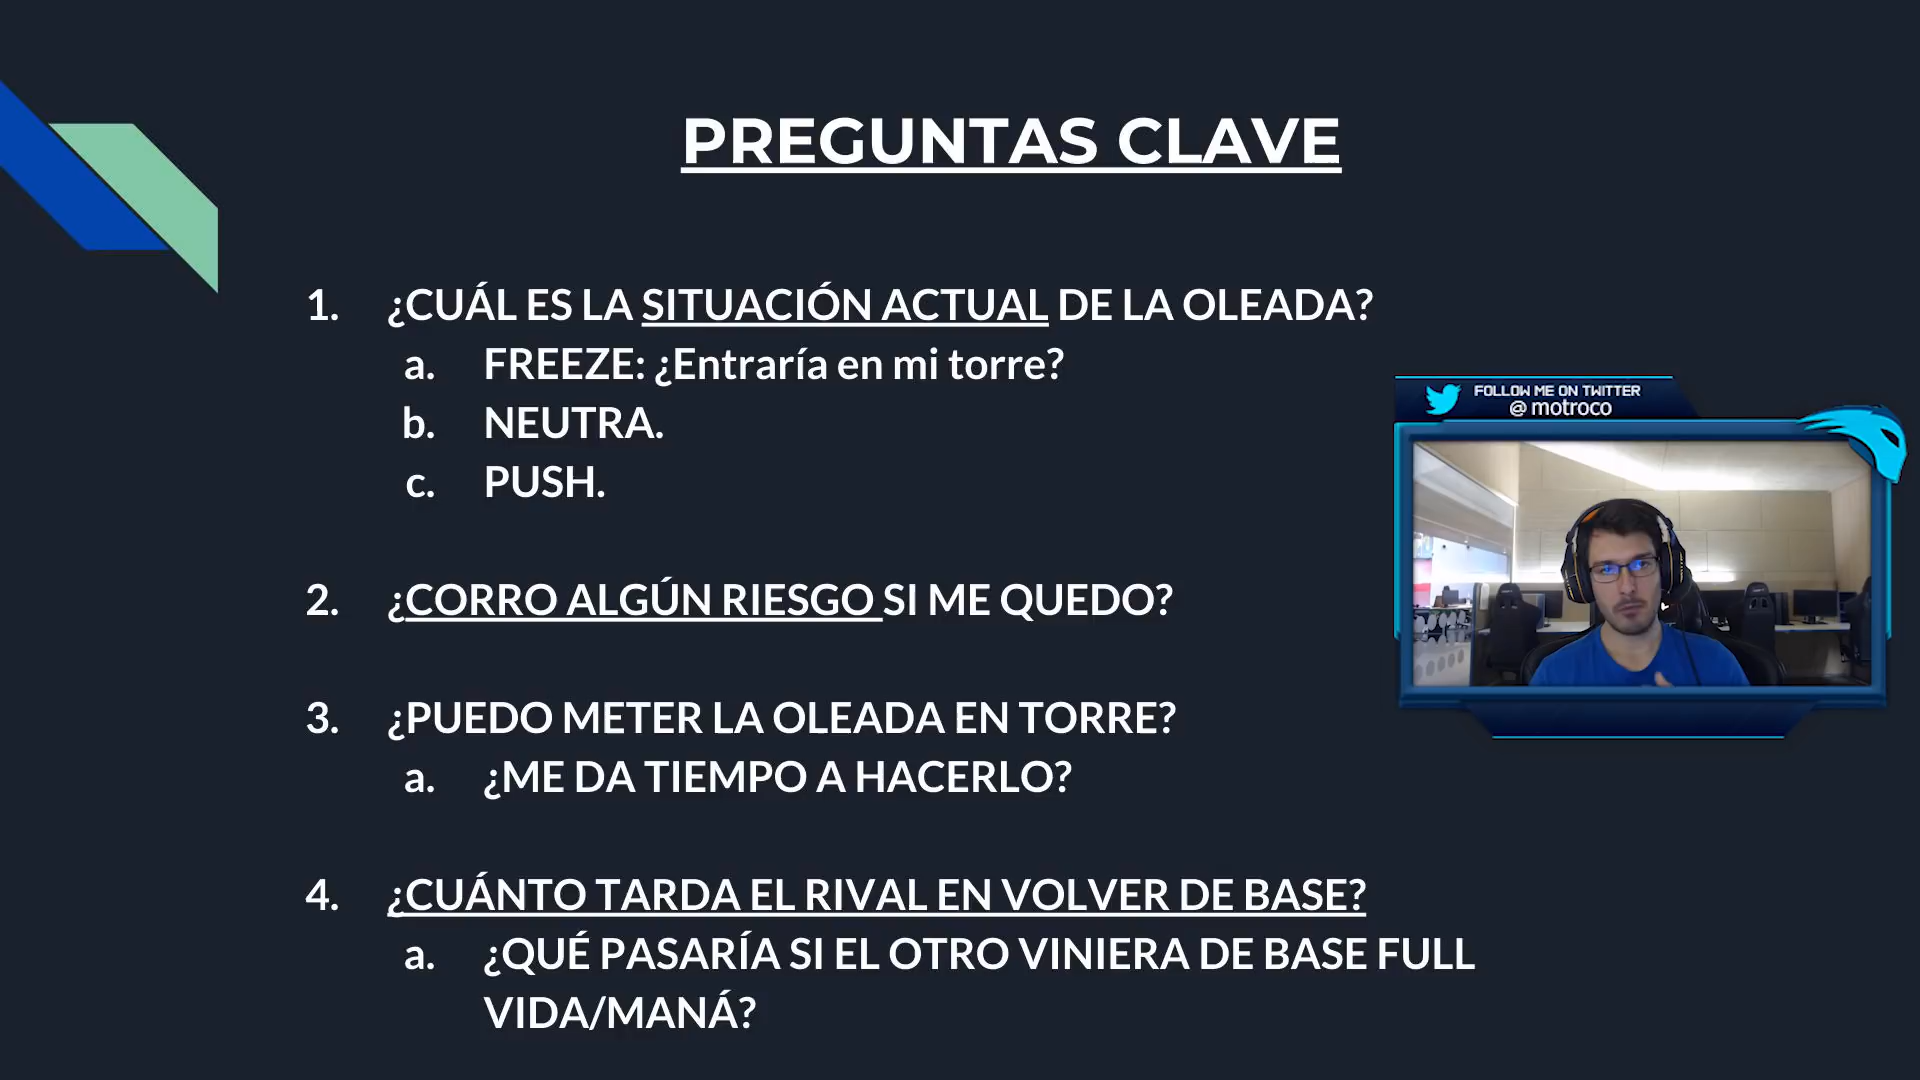 PREGUNTAS CLAVE
1. ¿CUÁL ES LA SITUACIÓN ACTUAL DE LA OLEADA?
a. FREEZE: ¿Entraría en mi torre?
b. NEUTRA.
c. PUSH.
2. ¿CORRO ALGÚN RIESGO SI ME QUEDO?
3. ¿PUEDO METER LA OLEADA EN TORRE?
a. ¿ME DA TIEMPO A HACERLO?
4. ¿CUÁNTO TARDA EL RIVAL EN VOLVER DE BASE?
a. ¿QUÉ PASARÍA SI EL OTRO VINIERA DE BASE FULL
VIDA/MANÁ?
FOLLOW ME ON TWITTER
@ motroco